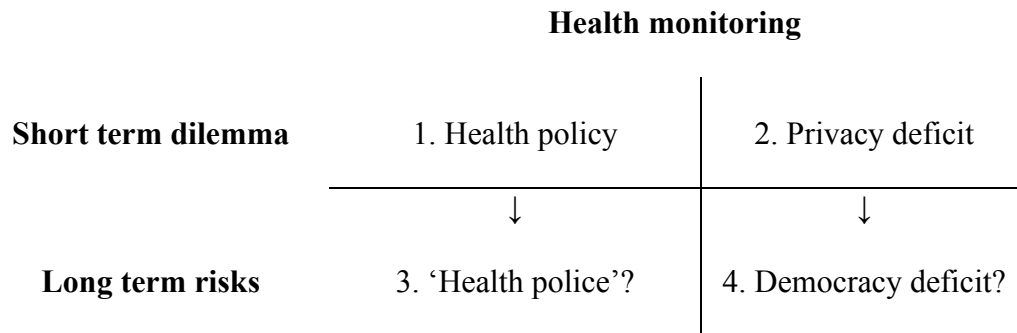 Health monitoring
Short term dilemma 1. Health policy 2. Privacy deficit
↓ ↓
Long term risks 3. ‘Health police’? 4. Democracy deficit?